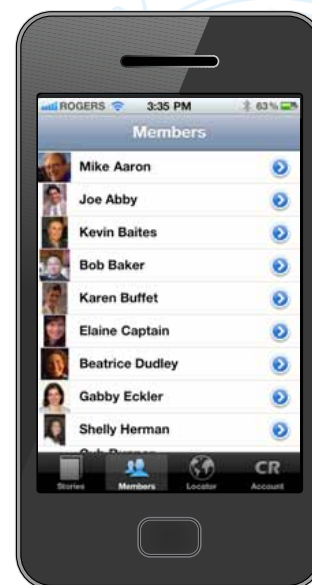 ROGERS 3:35 PM 63%
Members
Mike Aaron
Joe Abby
Kevin Baites
Bob Baker
Karen Buffet
Elaine Captain
Beatrice Dudley
Gabby Eckler
Shelly Herman
CR
Stories Members Locator Account